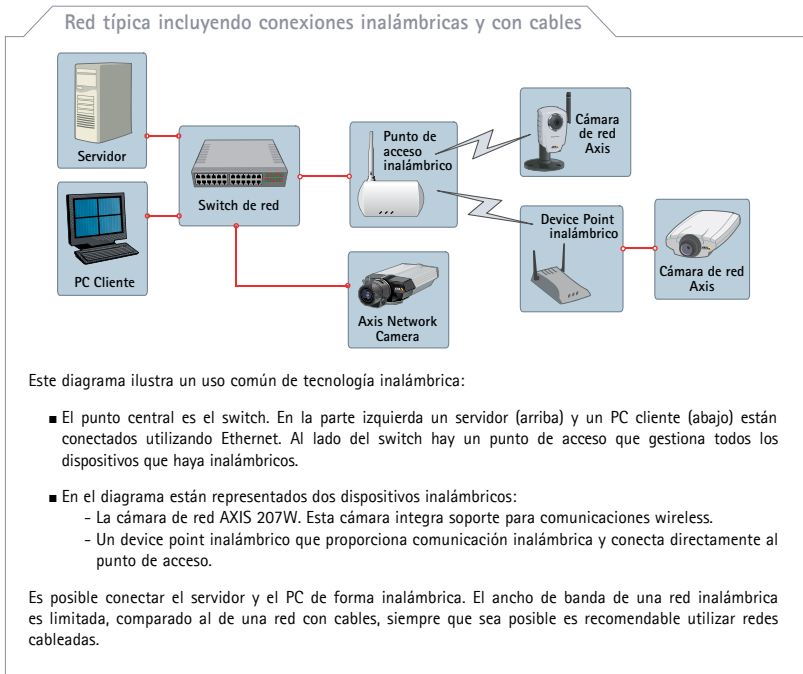 Red típica incluyendo conexiones inalámbricas y con cables
Servidor
PC Cliente
Switch de red
Punto de
acceso
inalámbrico
Axis Network
Camera
Cámara
de red
Axis
Device Point
inalámbrico
Cámara de red
Axis
Este diagrama ilustra un uso común de tecnología inalámbrica:
■ El punto central es el switch. En la parte izquierda un servidor (arriba) y un PC cliente (abajo) están
conectados utilizando Ethernet. Al lado del switch hay un punto de acceso que gestiona todos los
dispositivos que haya inalámbricos.
■ En el diagrama están representados dos dispositivos inalámbricos:
- La cámara de red AXIS 207W. Esta cámara integra soporte para comunicaciones wireless.
- Un device point inalámbrico que proporciona comunicación inalámbrica y conecta directamente al
punto de acceso.
Es posible conectar el servidor y el PC de forma inalámbrica. El ancho de banda de una red inalámbrica
es limitada, comparado al de una red con cables, siempre que sea posible es recomendable utilizar redes
cableadas.